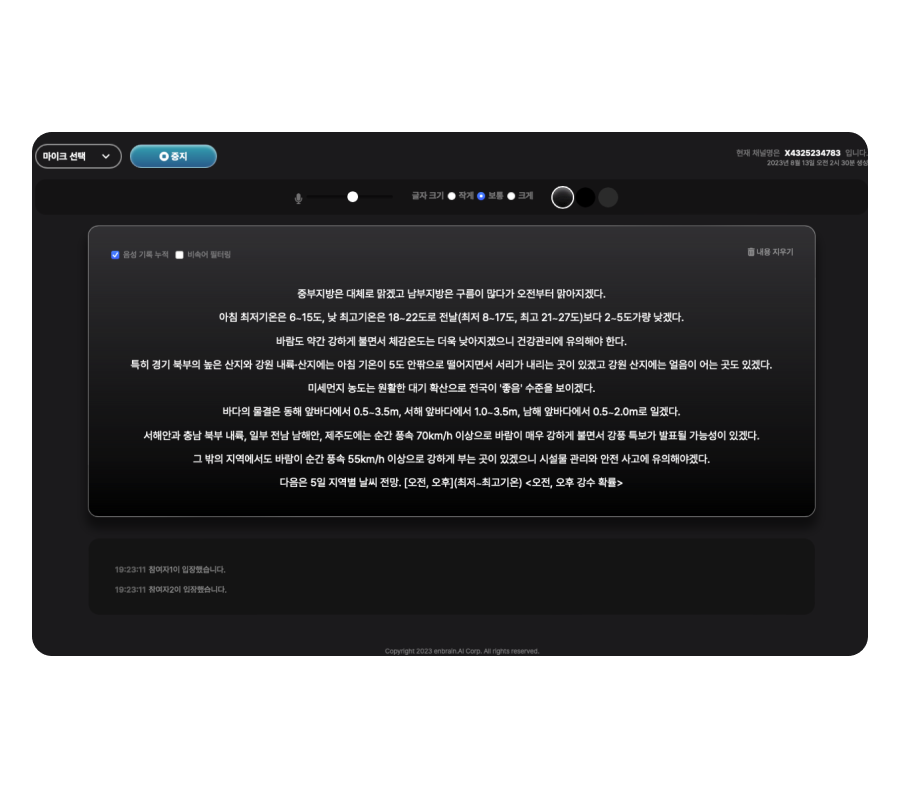 마이크 선택
중지
현재 채널명은 X4325234783 입니다.
2023년 8월 13일 오전 2시 30분 생성
글자 크기 작게 보통 크게
음성 기록 누적 비속어 필터링
내용 지우기
중부지방은 대체로 맑겠고 남부지방은 구름이 많다가 오전부터 맑아지겠다.
아침 최저기온은 6~15도, 낮 최고기온은 18~22도로 전날(최저 8~17도, 최고 21~27도)보다 2~5도가량 낮겠다.
바람도 약간 강하게 불면서 체감온도는 더욱 낮아지겠으니 건강관리에 유의해야 한다.
특히 경기 북부의 높은 산지와 강원 내륙·산지에는 아침 기온이 5도 안팎으로 떨어지면서 서리가 내리는 곳이 있겠고 강원 산지에는 얼음이 어는 곳도 있겠다.
미세먼지 농도는 원활한 대기 확산으로 전국이 '좋음' 수준을 보이겠다.
바다의 물결은 동해 앞바다에서 0.5~3.5m, 서해 앞바다에서 1.0~3.5m, 남해 앞바다에서 0.5~2.0m로 일겠다.
서해안과 충남 북부 내륙, 일부 전남 남해안, 제주도에는 순간 풍속 70km/h 이상으로 바람이 매우 강하게 불면서 강풍 특보가 발표될 가능성이 있겠다.
그 밖의 지역에서도 바람이 순간 풍속 55km/h 이상으로 강하게 부는 곳이 있겠으니 시설물 관리와 안전 사고에 유의해야겠다.
다음은 5일 지역별 날씨 전망. [오전, 오후](최저~최고기온) <오전, 오후 강수 확률>
19:23:11 참여자1이 입장했습니다.
19:23:11 참여자2이 입장했습니다.
Copyright 2023 enbrain.AI Corp. All rights reserved.